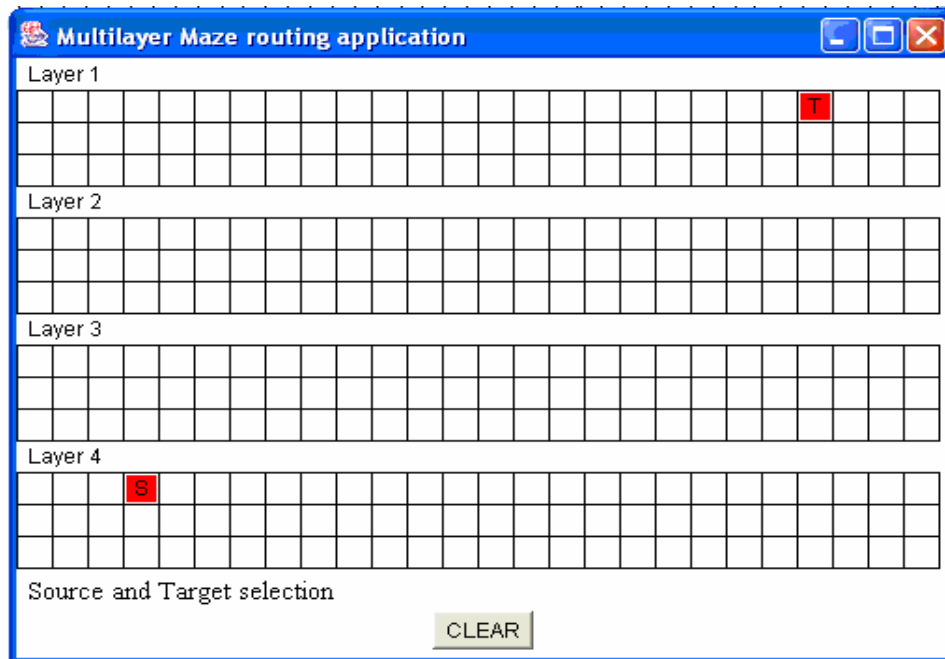 Multilayer Maze routing application
Layer 1
T
Layer 2
Layer 3
Layer 4
S
Source and Target selection
CLEAR